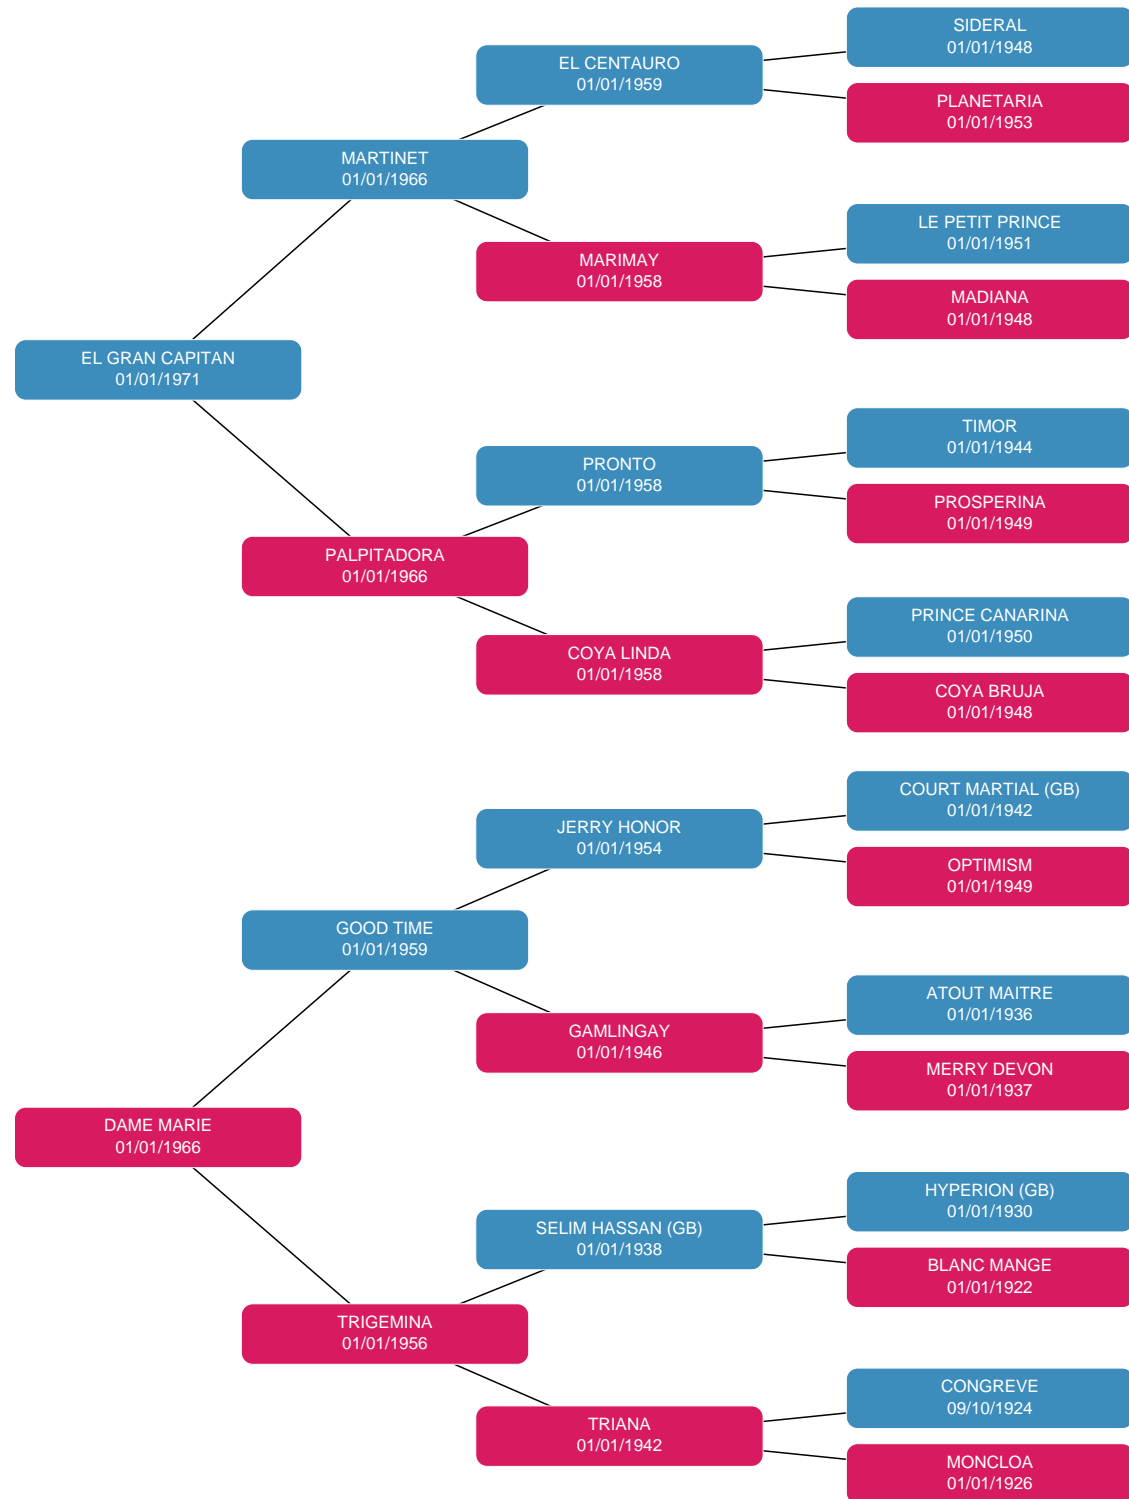 SIDERAL
01/01/1948
EL CENTAURO
01/01/1959
PLANETARIA
01/01/1953
MARTINET
01/01/1966
LE PETIT PRINCE
01/01/1951
MARIMAY
01/01/1958
MADIANA
01/01/1948
EL GRAN CAPITAN
01/01/1971
TIMOR
01/01/1944
PRONTO
01/01/1958
PROSPERINA
01/01/1949
PALPITADORA
01/01/1966
PRINCE CANARINA
01/01/1950
COYA LINDA
01/01/1958
COYA BRUJA
01/01/1948
COURT MARTIAL (GB)
01/01/1942
JERRY HONOR
01/01/1954
OPTIMISM
01/01/1949
GOOD TIME
01/01/1959
ATOUT MAITRE
01/01/1936
GAMLINGAY
01/01/1946
MERRY DEVON
01/01/1937
DAME MARIE
01/01/1966
HYPERION (GB)
01/01/1930
SELIM HASSAN (GB)
01/01/1938
BLANC MANGE
01/01/1922
TRIGEMINA
01/01/1956
CONGREVE
09/10/1924
TRIANA
01/01/1942
MONCLOA
01/01/1926